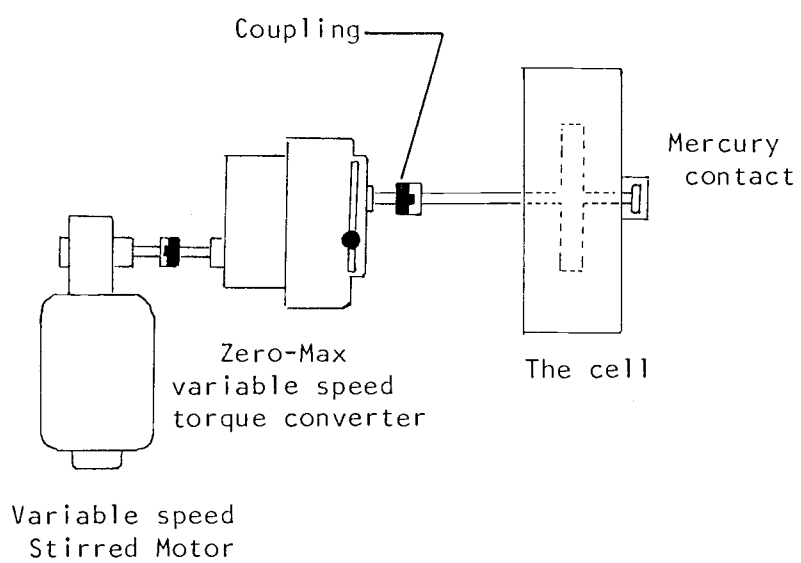 Coupling
Mercury
contact
Zero-Max
variable speed
torque converter
The cell
Variable speed
Stirred Motor